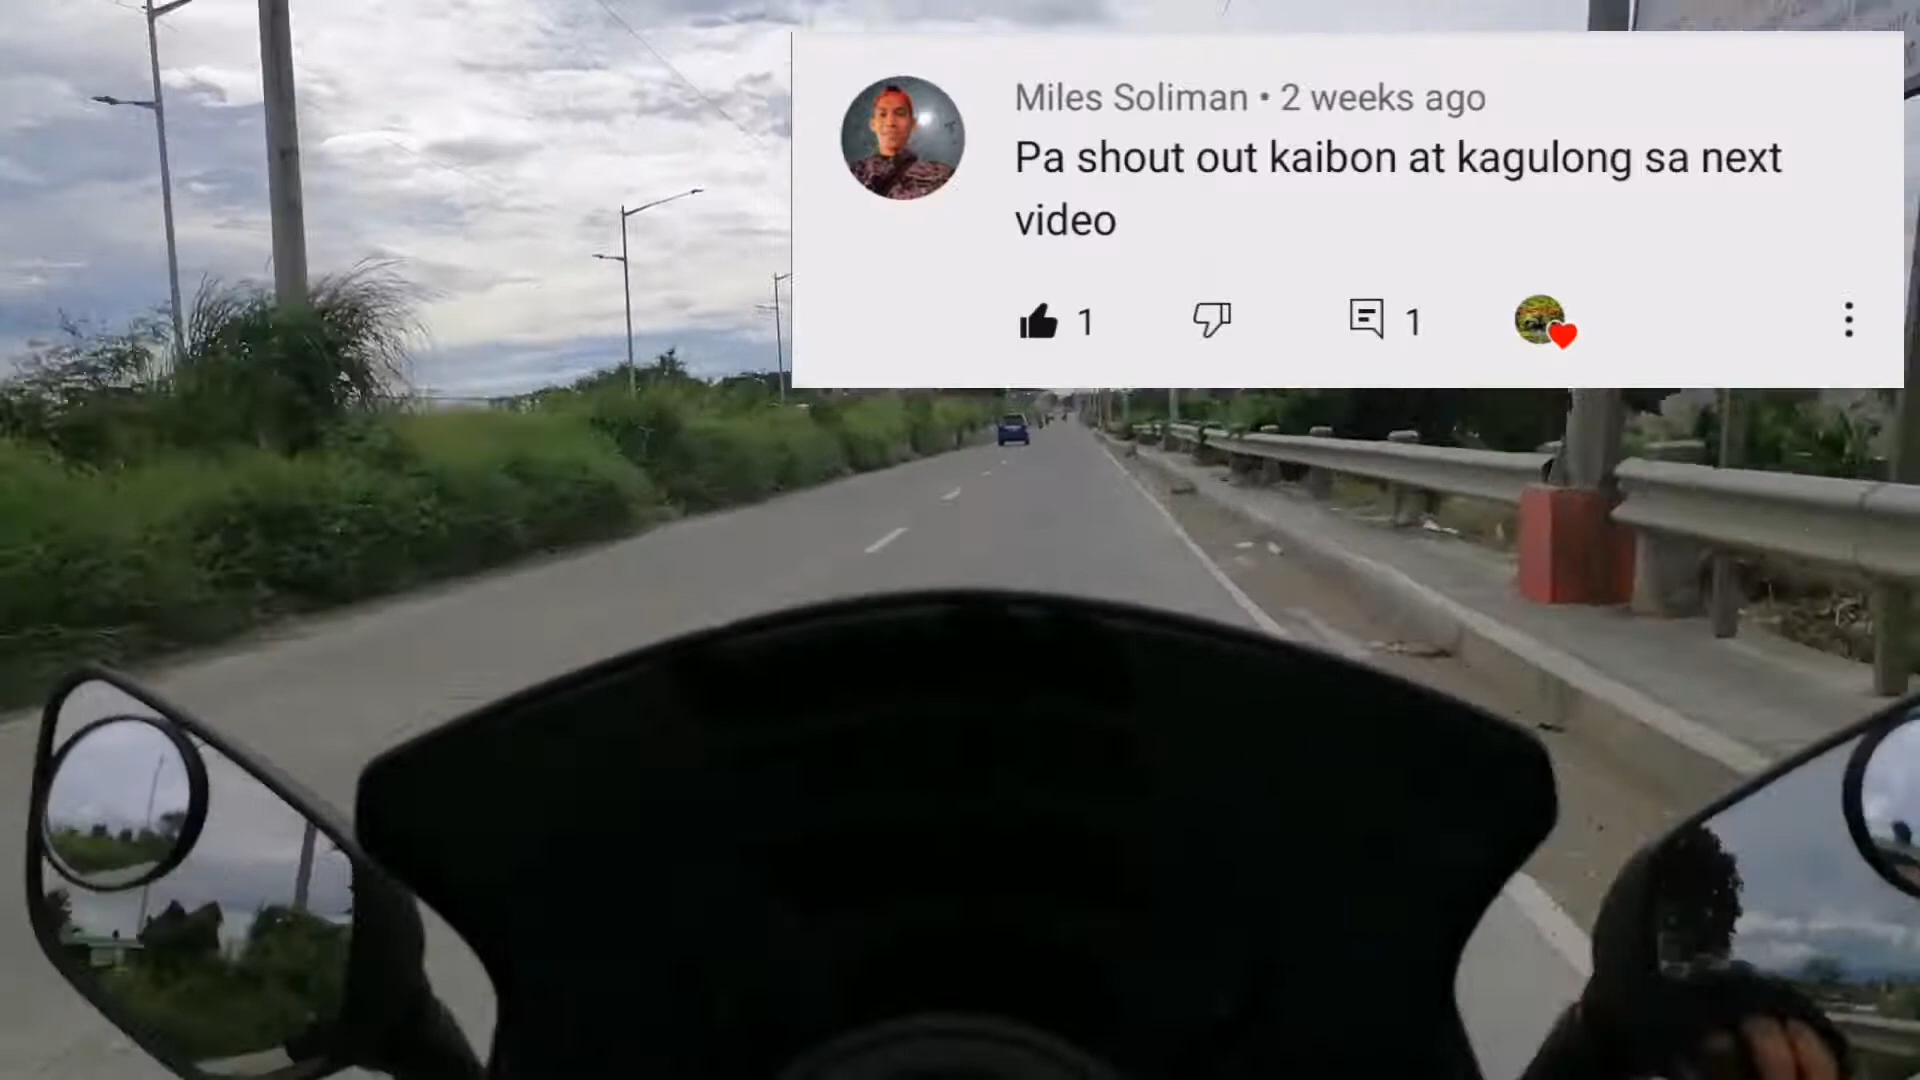 Miles Soliman • 2 weeks ago
Pa shout out kaibon at kagulong sa next
video
1
1